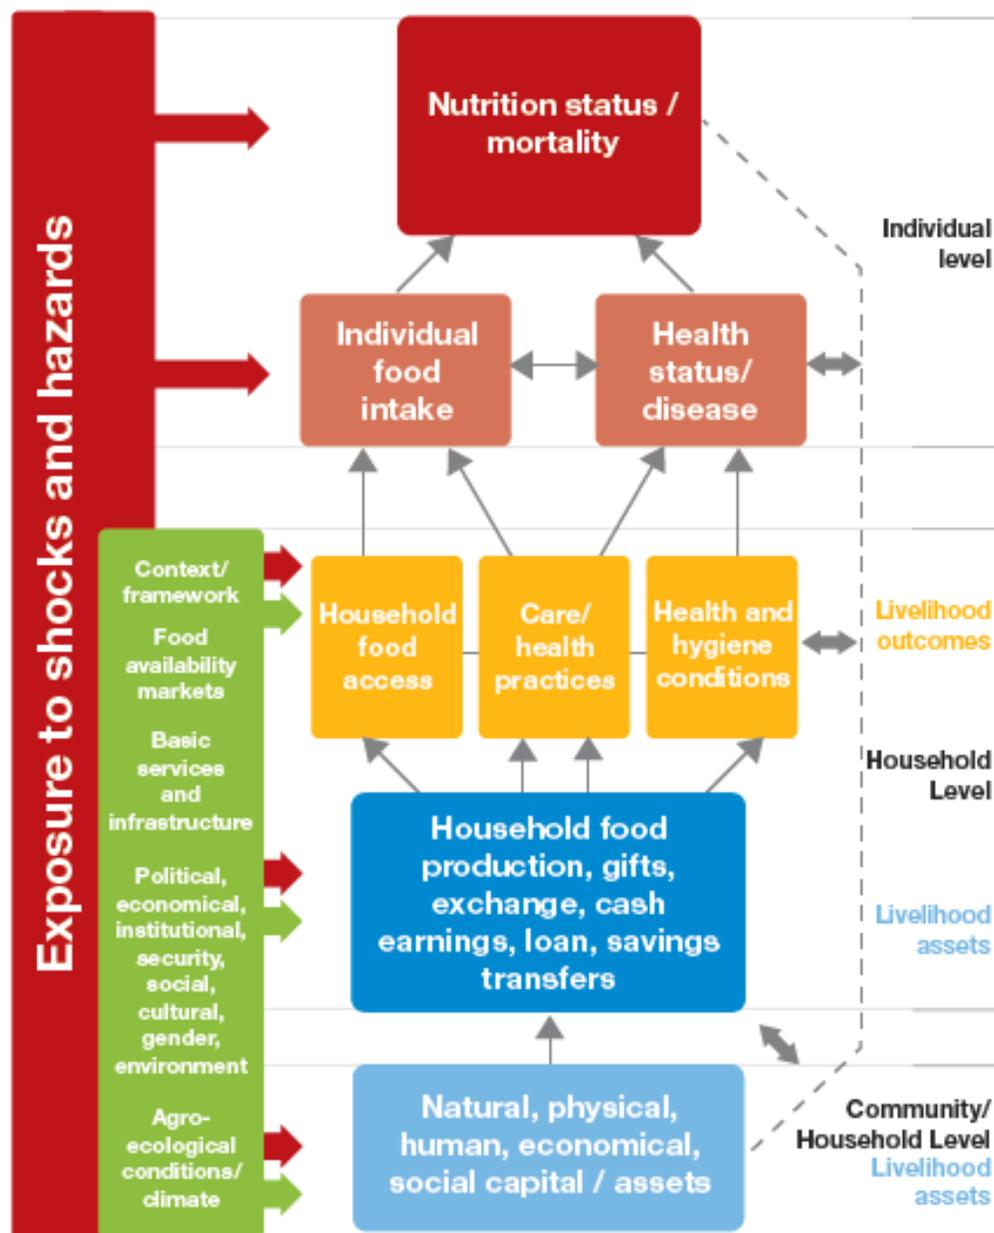 Exposure to shocks and hazards
Nutrition status /
mortality
Individual
level
Individual
food
intake
Health
status/
disease
Context/
framework
Food
availability
markets
Basic
services
and
infrastructure
Political,
economical,
institutional,
security,
social,
cultural,
gender,
environment
Agro-
ecological
conditions/
climate
Household
food
access
Care/
health
practices
Health and
hygiene
conditions
Livelihood
outcomes
Household
Level
Household food
production, gifts,
exchange, cash
earnings, loan, savings
transfers
Livelihood
assets
Natural, physical,
human, economical,
social capital / assets
Community/
Household Level
Livelihood
assets